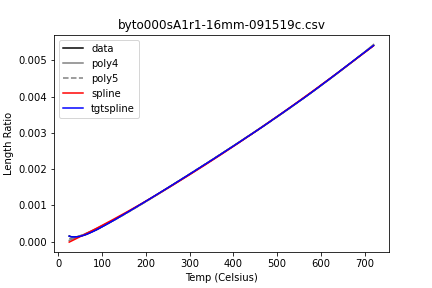 byto000sA1r1-16mm-091519c.csv
data
poly4
poly5
spline
tgtspline
Length Ratio
0.005
0.004
0.003
0.002
0.001
0.000
0 100 200 300 400 500 600 700
Temp (Celsius)